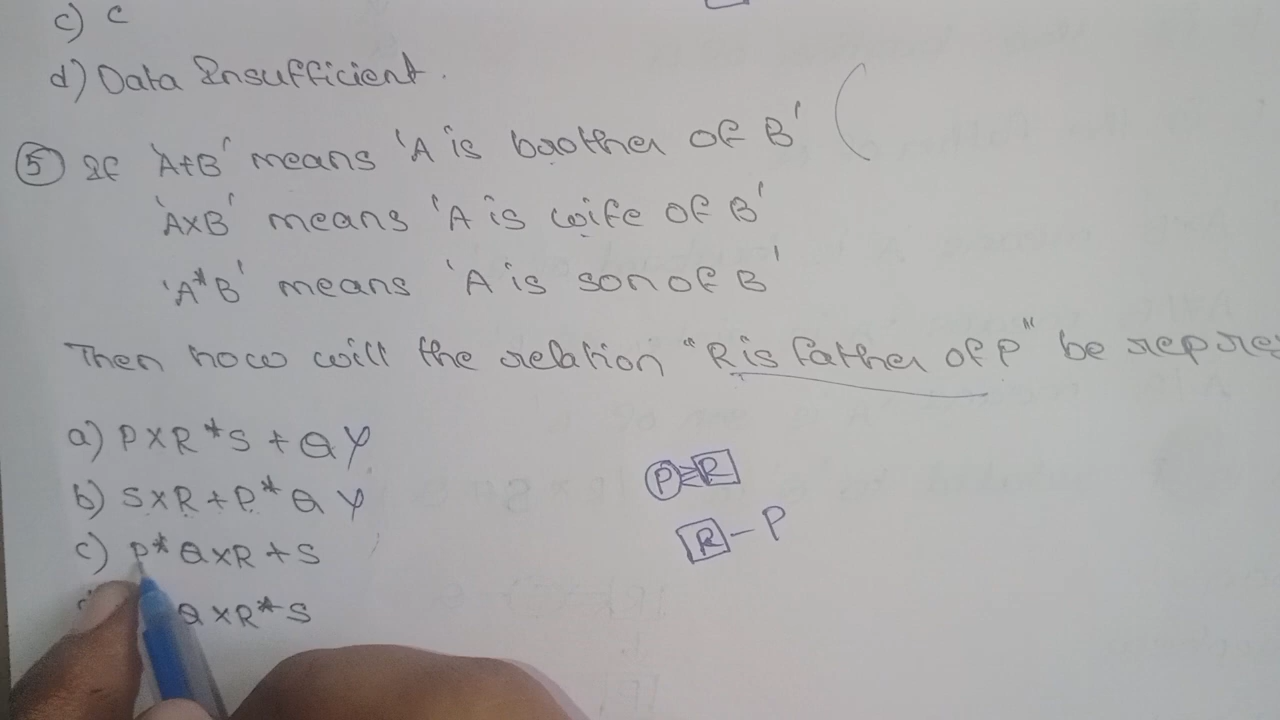 c) c
d) Data Insufficient.
5 If 'A+B' means 'A is brother of B' (
'A×B' means 'A is wife of B'
'A*B' means 'A is son of B'
Then how will the relation "R is father of P" be repre
a) P×R*S+Q
b) S×R+P*Q
c) P*Q×R+S
Q×R*S
P=R
R-P